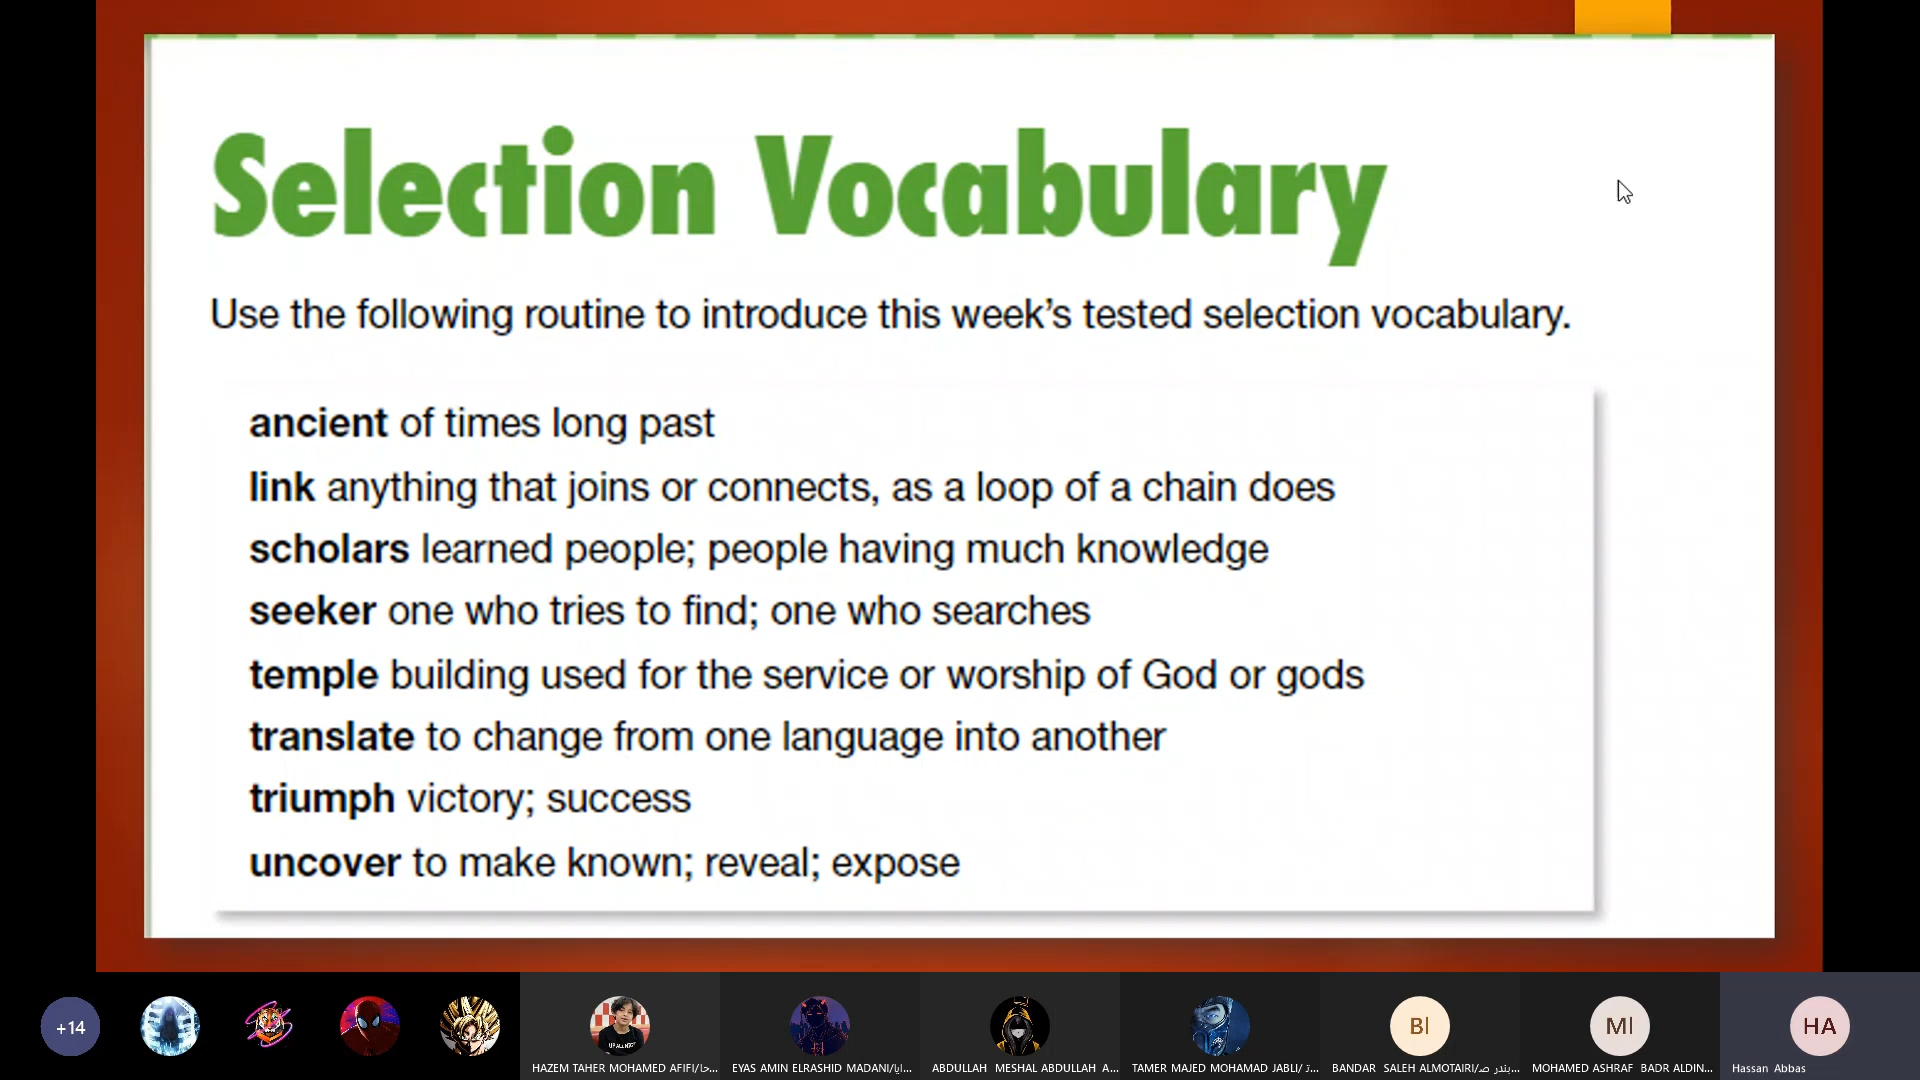 Selection Vocabulary
Use the following routine to introduce this week's tested selection vocabulary.
ancient of times long past
link anything that joins or connects, as a loop of a chain does
scholars learned people; people having much knowledge
seeker one who tries to find; one who searches
temple building used for the service or worship of God or gods
translate to change from one language into another
triumph victory; success
uncover to make known; reveal; expose
+14
BI
MI
HA
HAZEM TAHER MOHAMED AFIFI/حا...
EYAS AMIN ELRASHID MADANI/ايا...
ABDULLAH MESHAL ABDULLAH A...
TAMER MAJED MOHAMAD JABLI/ ت...
BANDAR SALEH ALMOTAIRI/بندر صـ...
MOHAMED ASHRAF BADR ALDIN...
Hassan Abbas